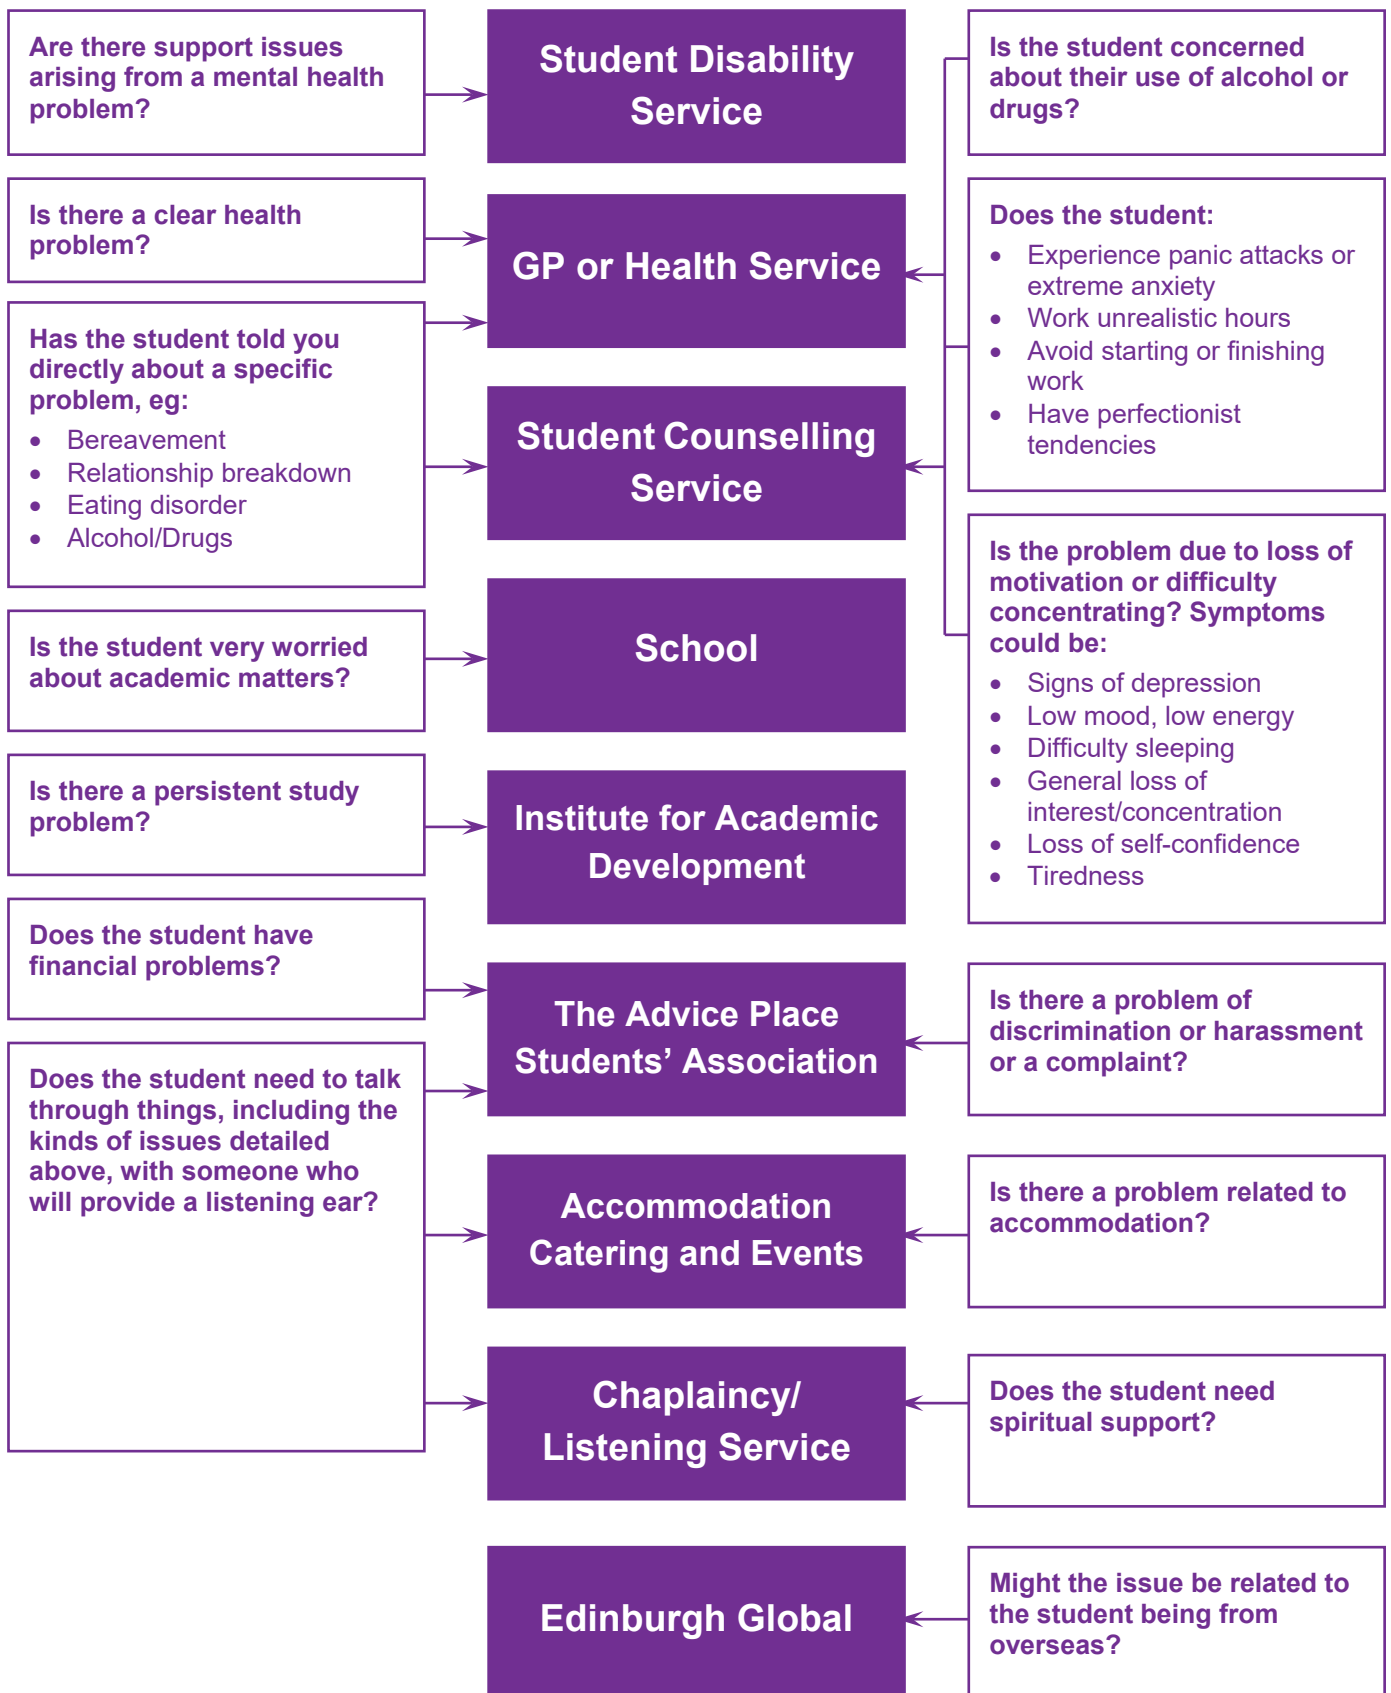 Are there support issues
arising from a mental health
problem?
Is there a clear health
problem?
Has the student told you
directly about a specific
problem, eg:
• Bereavement
• Relationship breakdown
• Eating disorder
• Alcohol/Drugs
Is the student very worried
about academic matters?
Is there a persistent study
problem?
Does the student have
financial problems?
Does the student need to talk
through things, including the
kinds of issues detailed
above, with someone who
will provide a listening ear?
Student Disability
Service
GP or Health Service
Student Counselling
Service
School
Institute for Academic
Development
The Advice Place
Students’ Association
Accommodation
Catering and Events
Chaplaincy/
Listening Service
Edinburgh Global
Is the student concerned
about their use of alcohol or
drugs?
Does the student:
• Experience panic attacks or
extreme anxiety
• Work unrealistic hours
• Avoid starting or finishing
work
• Have perfectionist
tendencies
Is the problem due to loss of
motivation or difficulty
concentrating? Symptoms
could be:
• Signs of depression
• Low mood, low energy
• Difficulty sleeping
• General loss of
interest/concentration
• Loss of self-confidence
• Tiredness
Is there a problem of
discrimination or harassment
or a complaint?
Is there a problem related to
accommodation?
Does the student need
spiritual support?
Might the issue be related to
the student being from
overseas?